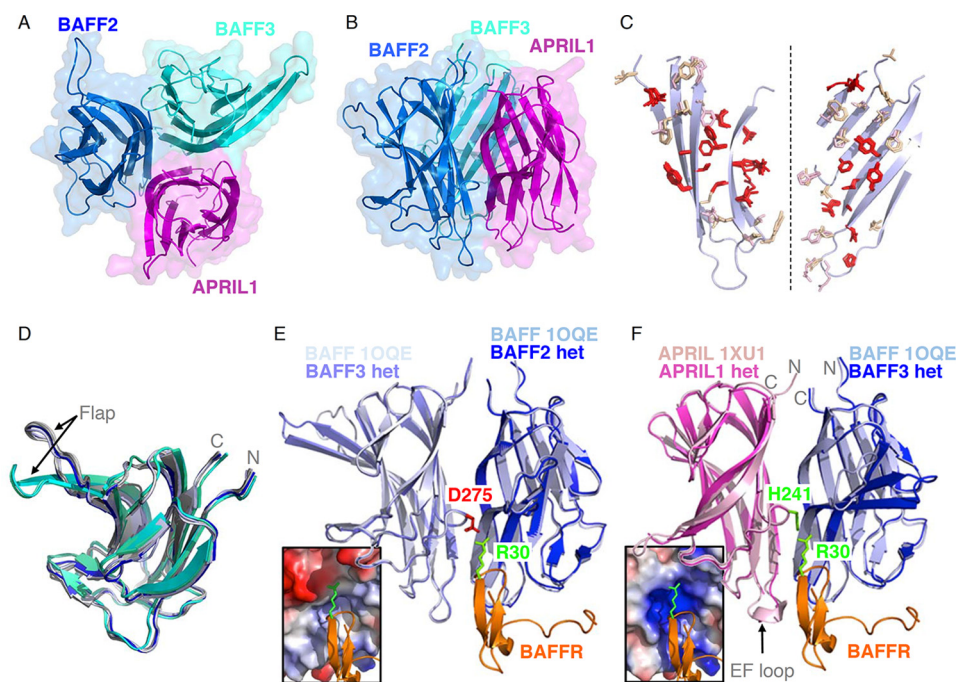 A
BAFF2
BAFF3
APRIL1
B
BAFF2
BAFF3
APRIL1
C
D
Flap
C
N
E
BAFF 1OQE
BAFF3 het
BAFF 1OQE
BAFF2 het
D275
R30
BAFFR
F
APRIL 1XU1
APRIL1 het
C
N
N
C
BAFF 1OQE
BAFF3 het
H241
R30
EF loop
BAFFR